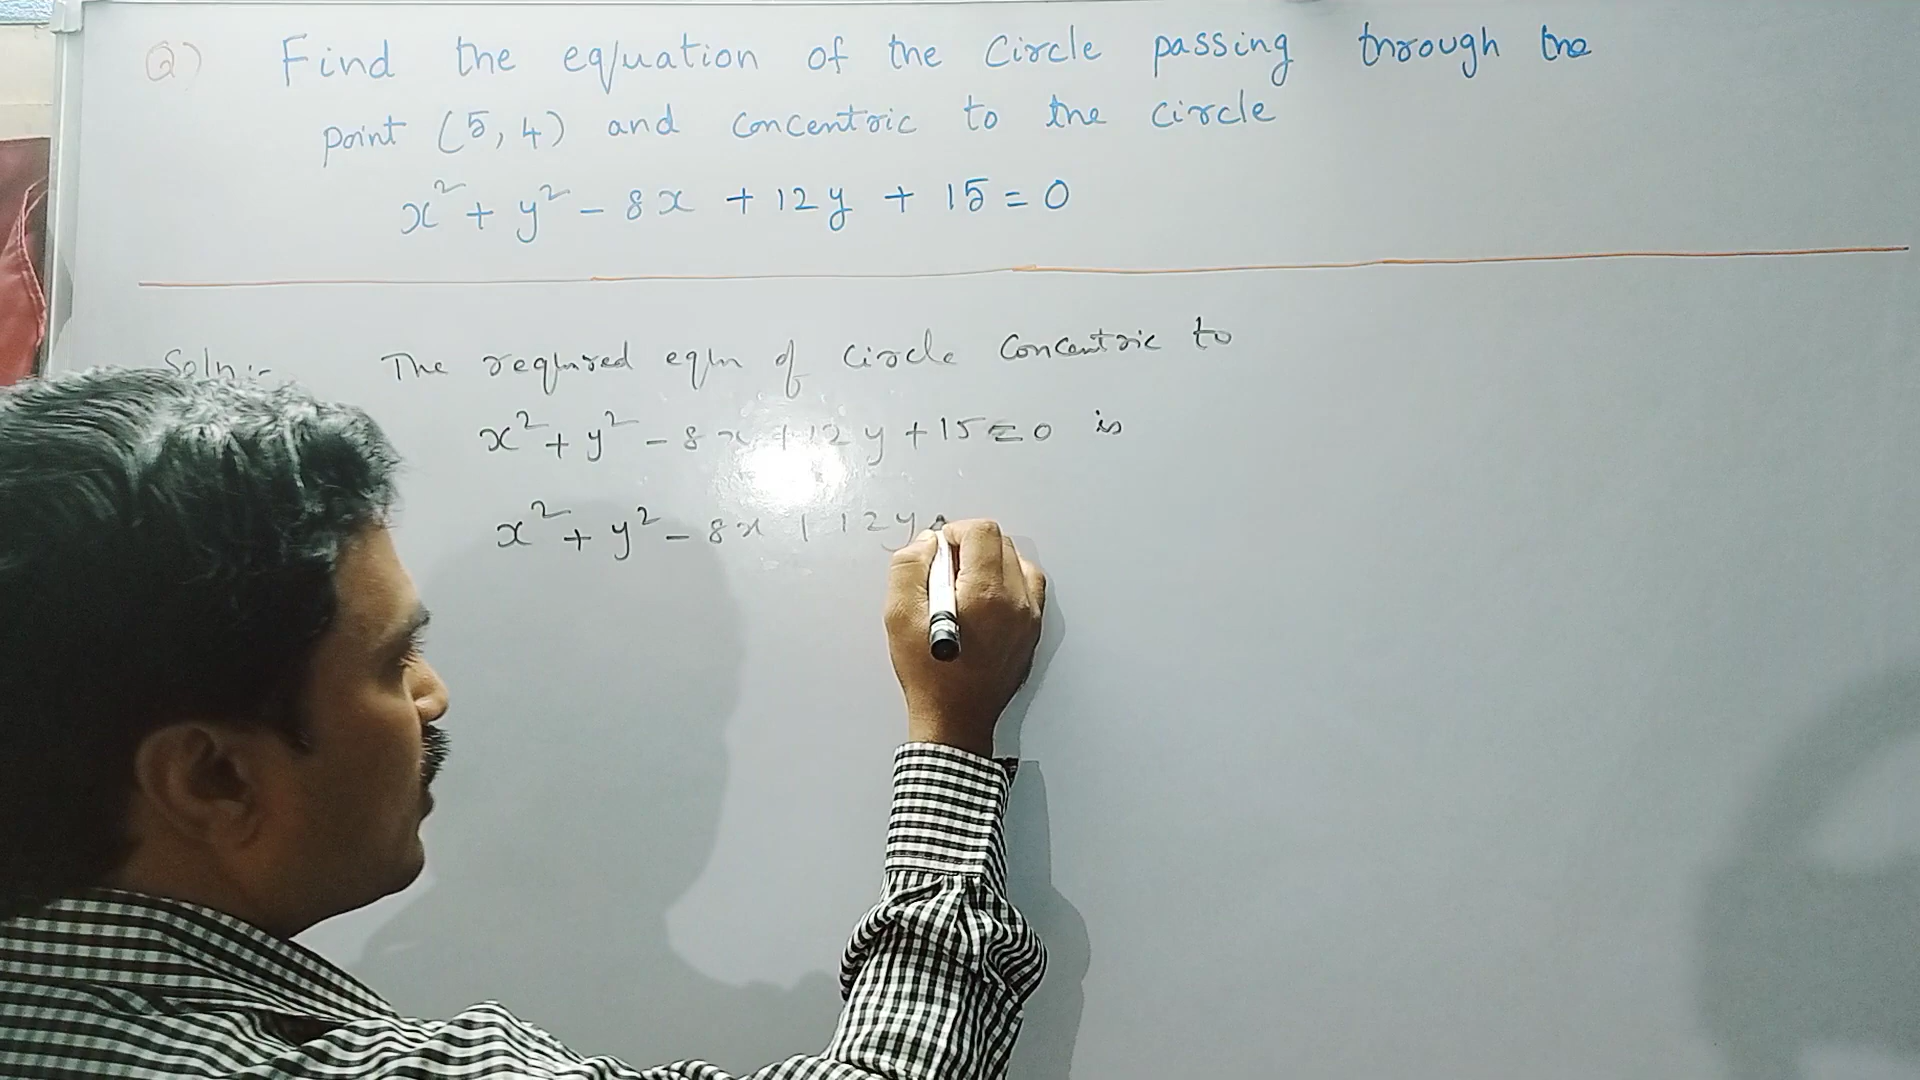 Q) Find the equation of the Circle passing through the
point (5, 4) and concentric to the circle
x² + y² - 8x + 12y + 15 = 0
Soln:- The required eqn of circle concentric to
x² + y² - 8x + 12y + 15 = 0 is
x² + y² - 8x + 12y